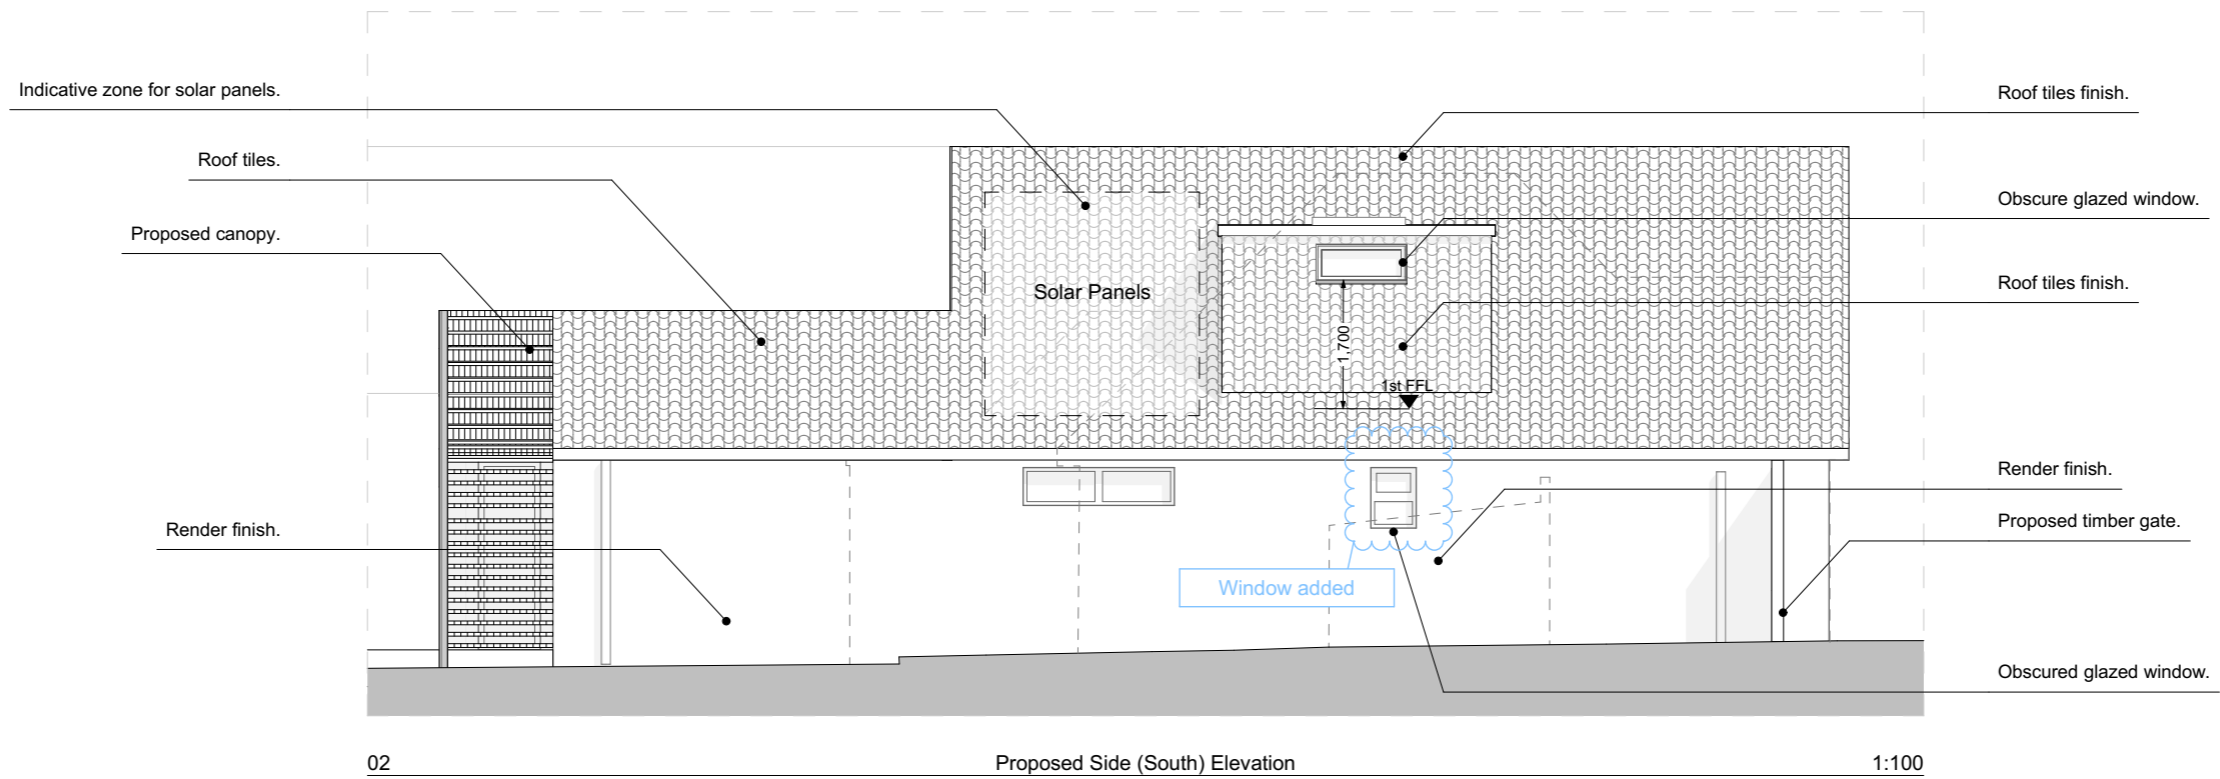 Indicative zone for solar panels.
Roof tiles finish.
Roof tiles.
Obscure glazed window.
Proposed canopy.
Roof tiles finish.
Solar Panels
1,700
1st FFL
Render finish.
Proposed timber gate.
Render finish.
Window added
Obscured glazed window.
02 Proposed Side (South) Elevation 1:100